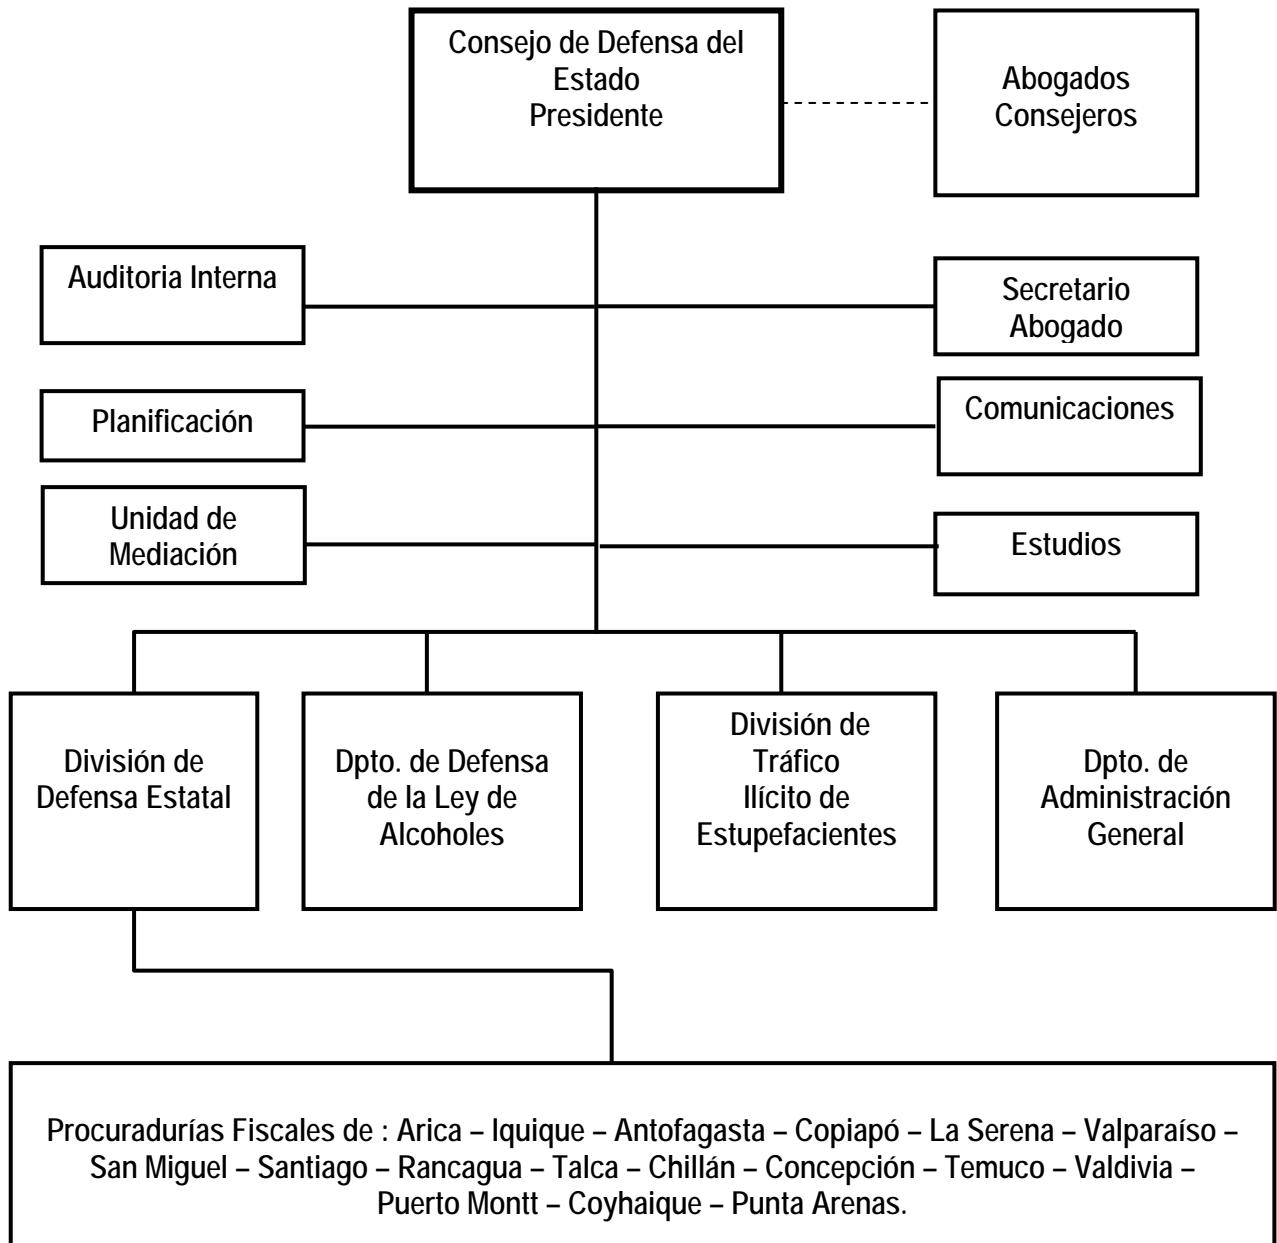 Consejo de Defensa del
Estado
Presidente
Abogados
Consejeros
Auditoria Interna
Secretario
Abogado
Planificación
Comunicaciones
Unidad de
Mediación
Estudios
División de
Defensa Estatal
Dpto. de Defensa
de la Ley de
Alcoholes
División de
Tráfico
Ilícito de
Estupefacientes
Dpto. de
Administración
General
Procuradurías Fiscales de : Arica – Iquique – Antofagasta – Copiapó – La Serena – Valparaíso –
San Miguel – Santiago – Rancagua – Talca – Chillán – Concepción – Temuco – Valdivia –
Puerto Montt – Coyhaique – Punta Arenas.